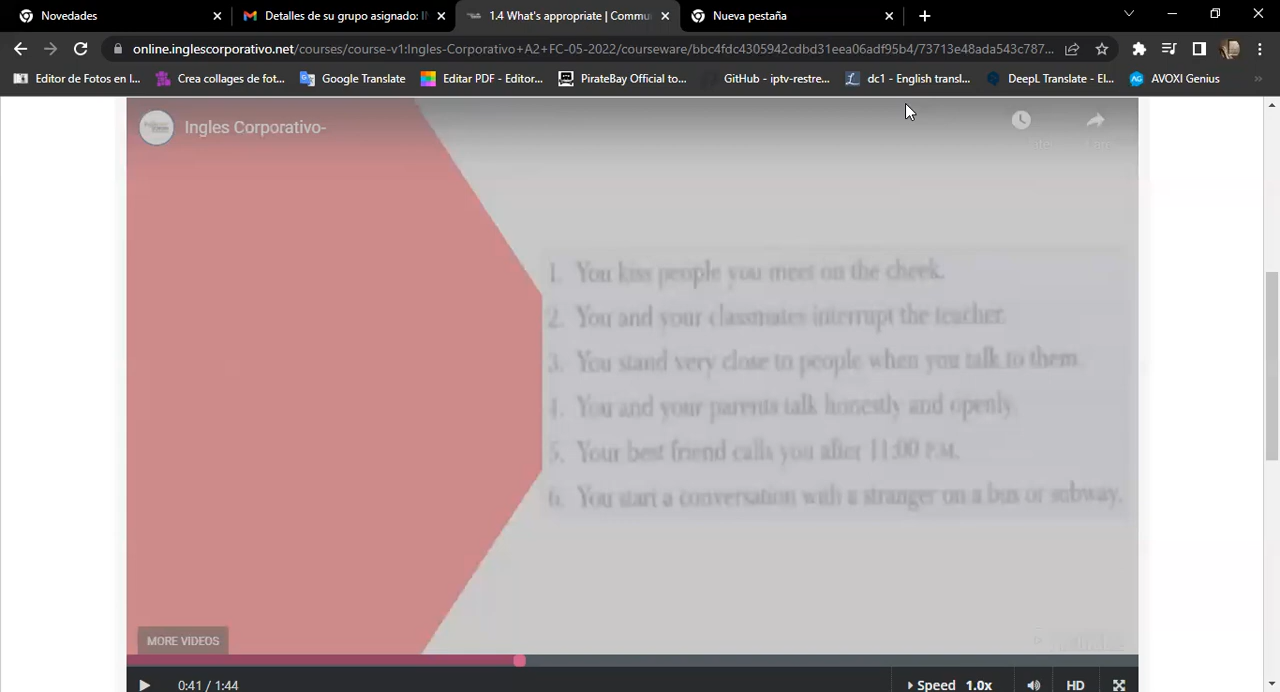 Novedades
Detalles de su grupo asignado: I
1.4 What's appropriate | Commu
Nueva pestaña
online.inglescorporativo.net/courses/course-v1:Ingles-Corporativo+A2+FC-05-2022/courseware/bbc4fdc4305942cdbd31eea06adf95b4/73713e48ada543c787...
Editor de Fotos en l...
Crea collages de fot...
Google Translate
Editar PDF - Editor...
PirateBay Official to...
GitHub - iptv-restre...
dc1 - English transl...
DeepL Translate - El...
AVOXI Genius
»
Ingles Corporativo-
1. You kiss people you meet on the cheek.
2. You and your classmates interrupt the teacher.
3. You stand very close to people when you talk to them.
4. You and your parents talk honestly and openly.
5. Your best friend calls you after 11:00 P.M.
6. You start a conversation with a stranger on a bus or subway.
MORE VIDEOS
0:41 / 1:44
Speed 1.0x
HD